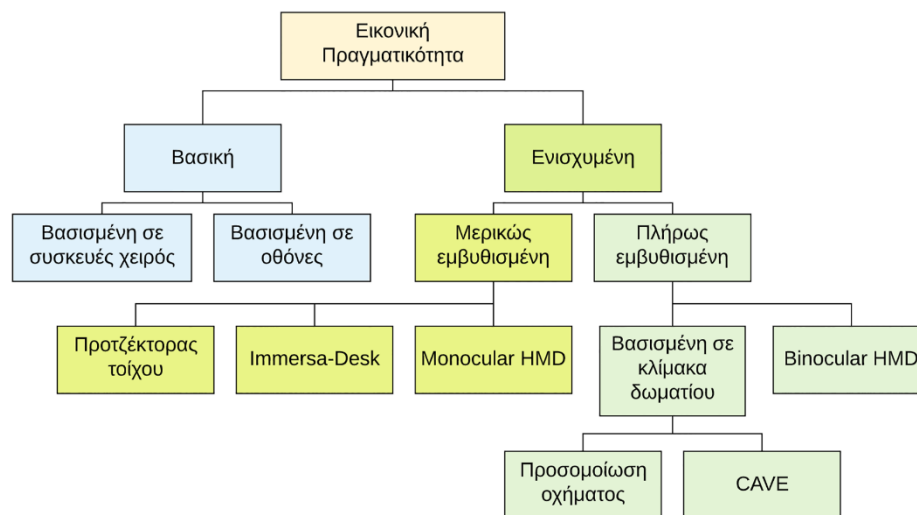 Εικονική
Πραγματικότητα
Βασική
Ενισχυμένη
Βασισμένη σε
συσκευές χειρός
Βασισμένη σε
οθόνες
Μερικώς
εμβυθισμένη
Πλήρως
εμβυθισμένη
Προτζέκτορας
τοίχου
Immersa-Desk
Monocular HMD
Βασισμένη σε
κλίμακα
δωματίου
Binocular HMD
Προσομοίωση
οχήματος
CAVE